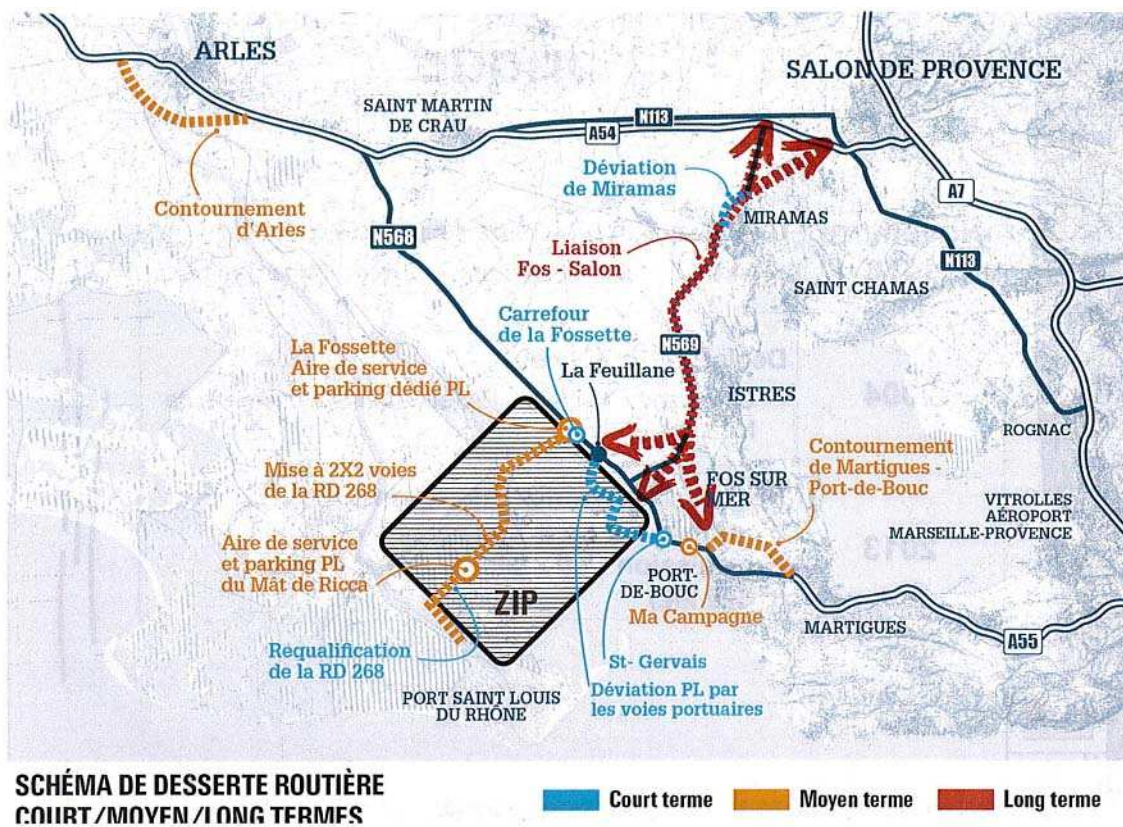 ARLES
SALON DE PROVENCE
SAINT MARTIN
DE CRAU
N113
A54
Déviation
de Miramas
A7
MIRAMAS
Contournement
d'Arles
N568
Liaison
Fos - Salon
N113
SAINT CHAMAS
Carrefour
de la Fossette
La Fossette
Aire de service
et parking dédié PL
La Feuillane
N569
ISTRES
ROGNAC
Mise à 2X2 voies
de la RD 268
FOS SUR
MER
Contournement
de Martigues -
Port-de-Bouc
VITROLLES
AÉROPORT
MARSEILLE-PROVENCE
Aire de service
et parking PL
du Mât de Ricca
ZIP
PORT-
DE-BOUC
Ma Campagne
MARTIGUES
A55
Requalification
de la RD 268
St- Gervais
Déviation PL par
les voies portuaires
PORT SAINT LOUIS
DU RHÔNE
SCHÉMA DE DESSERTE ROUTIÈRE
COURT/MOYEN/LONG TERMES
Court terme
Moyen terme
Long terme